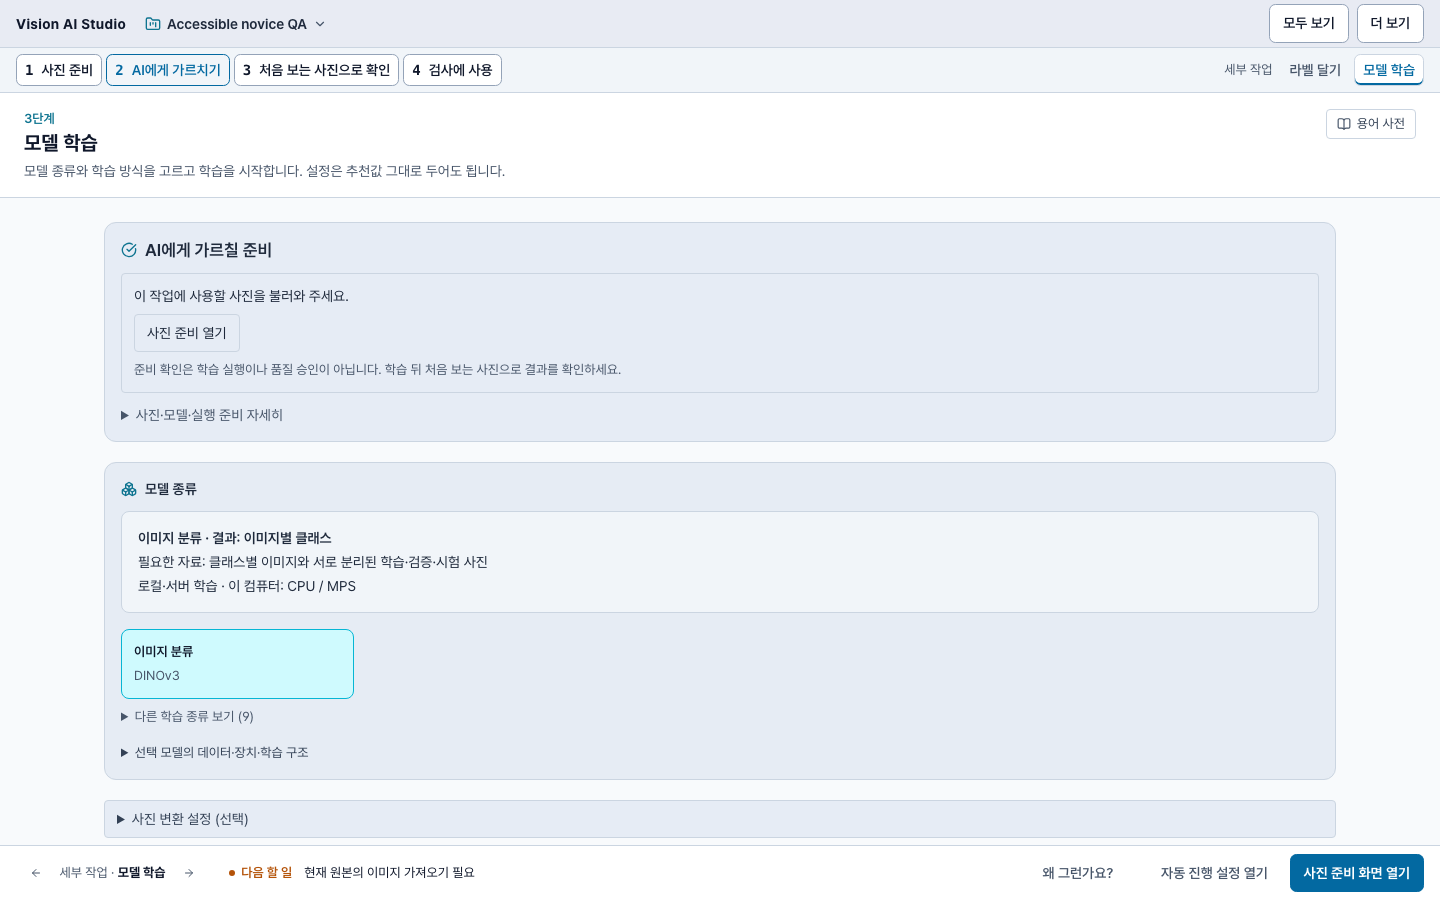 Vision AI Studio
Accessible novice QA
모두 보기
더 보기
1 사진 준비
2 AI에게 가르치기
3 처음 보는 사진으로 확인
4 검사에 사용
세부 작업
라벨 달기
모델 학습
3단계
모델 학습
모델 종류와 학습 방식을 고르고 학습을 시작합니다. 설정은 추천값 그대로 두어도 됩니다.
용어 사전
AI에게 가르칠 준비
이 작업에 사용할 사진을 불러와 주세요.
사진 준비 열기
준비 확인은 학습 실행이나 품질 승인이 아닙니다. 학습 뒤 처음 보는 사진으로 결과를 확인하세요.
사진·모델·실행 준비 자세히
모델 종류
이미지 분류 · 결과: 이미지별 클래스
필요한 자료: 클래스별 이미지와 서로 분리된 학습·검증·시험 사진
로컬·서버 학습 · 이 컴퓨터: CPU / MPS
이미지 분류
DINOv3
다른 학습 종류 보기 (9)
선택 모델의 데이터·장치·학습 구조
사진 변환 설정 (선택)
세부 작업 · 모델 학습
다음 할 일
현재 원본의 이미지 가져오기 필요
왜 그런가요?
자동 진행 설정 열기
사진 준비 화면 열기